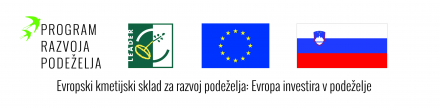 PROGRAM
RAZVOJA
PODEŽELJA
LEADER
Evropski kmetijski sklad za razvoj podeželja: Evropa investira v podeželje